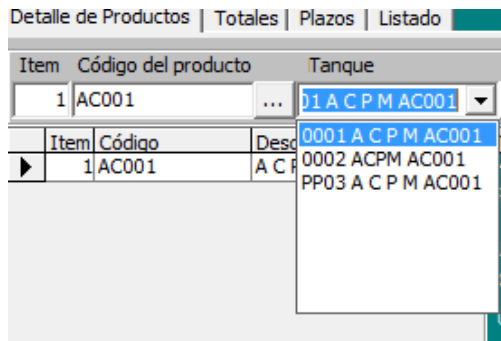 Detalle de Productos Totales Plazos Listado
Item Código del producto Tanque
1 AC001 ... 01 A C P M AC001
0001 A C P M AC001
0002 ACPM AC001
PP03 A C P M AC001
Item Código
1 AC001 A C